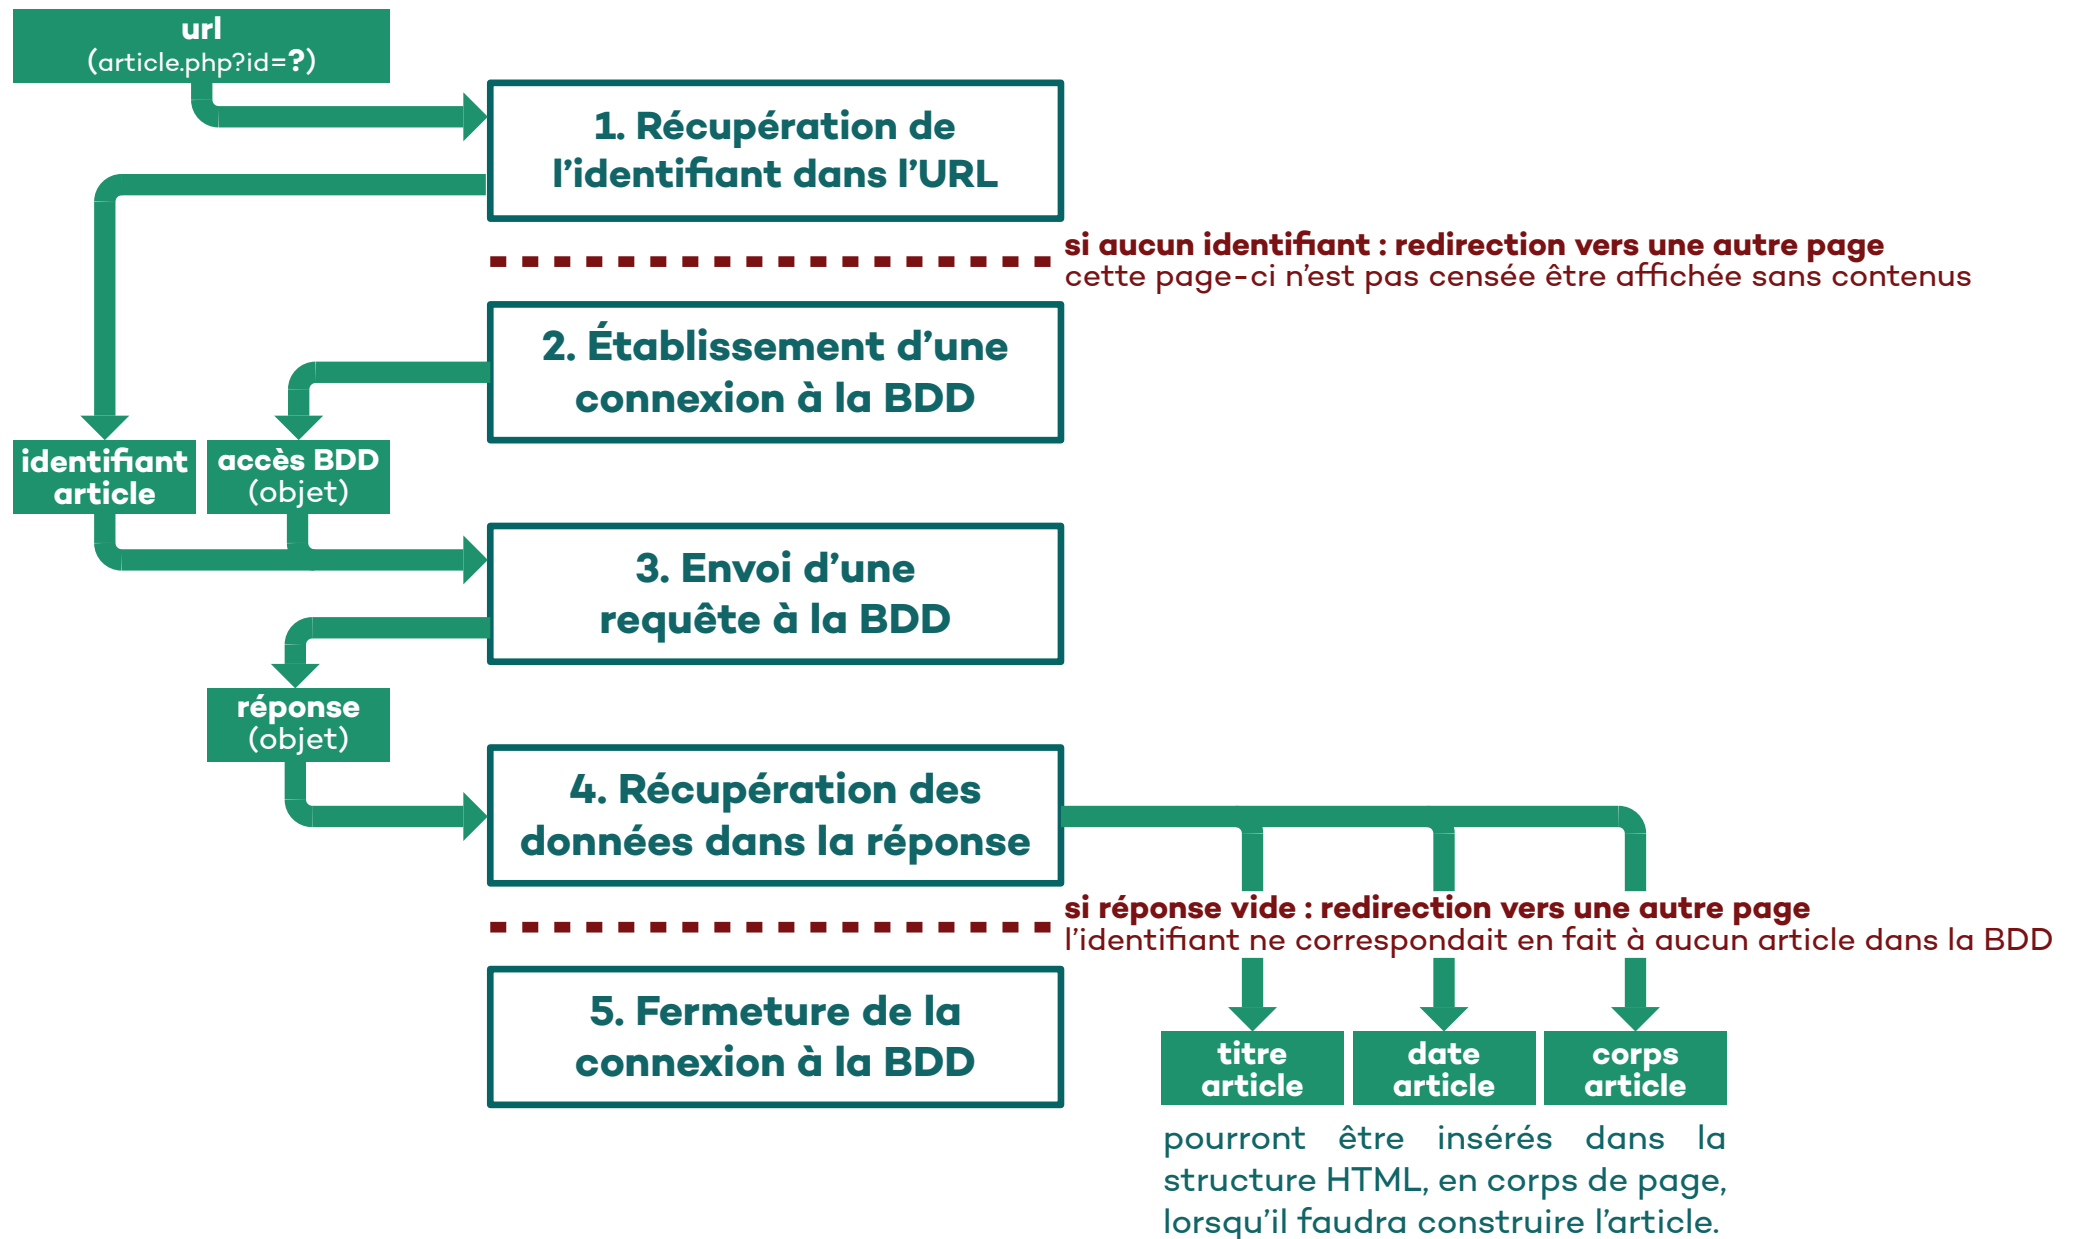 url
(article.php?id=?)
1. Récupération de
l’identifiant dans l’URL
si aucun identifiant : redirection vers une autre page
cette page-ci n’est pas censée être affichée sans contenus
2. Établissement d’une
connexion à la BDD
identifiant
article
accès BDD
(objet)
3. Envoi d’une
requête à la BDD
réponse
(objet)
4. Récupération des
données dans la réponse
si réponse vide : redirection vers une autre page
l’identifiant ne correspondait en fait à aucun article dans la BDD
5. Fermeture de la
connexion à la BDD
titre
article
date
article
corps
article
pourront être insérés dans la
structure HTML, en corps de page,
lorsqu’il faudra construire l’article.